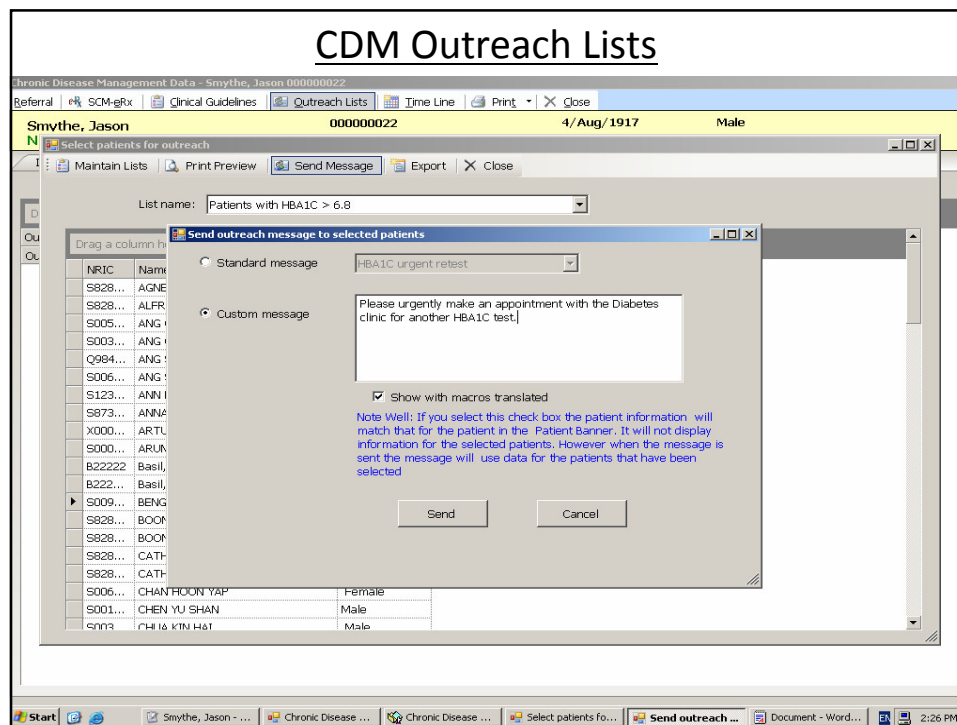 CDM Outreach Lists
Chronic Disease Management Data - Smythe, Jason 000000022
Referral SCM-eRx Clinical Guidelines Outreach Lists Time Line Print Close
Smythe, Jason 000000022 4/Aug/1917 Male
Select patients for outreach
Maintain Lists Print Preview Send Message Export Close
List name: Patients with HBA1C > 6.8
Drag a column h
Send outreach message to selected patients
Standard message HBA1C urgent retest
Custom message Please urgently make an appointment with the Diabetes
clinic for another HBA1C test.
Show with macros translated
Note Well: If you select this check box the patient information will
match that for the patient in the Patient Banner. It will not display
information for the selected patients. However when the message is
sent the message will use data for the patients that have been
selected
Send Cancel
NRIC Name
S828... AGNE
S828... ALFR
S005... ANG
S003... ANG
Q984... ANG
S006... ANG
S123... ANN
S873... ANNA
X000... ARTU
S000... ARUN
B22222 Basil,
B222... Basil,
S009... BENG
S828... BOON
S828... BOON
S828... CATH
S828... CATH
S006... CHAN HOON YAP Female
S001... CHEN YU SHAN Male
S003 CHUA KIN HAI Male
Start Smythe, Jason - ... Chronic Disease ... Chronic Disease ... Select patients fo... Send outreach ... Document - Word... EN 2:26 PM